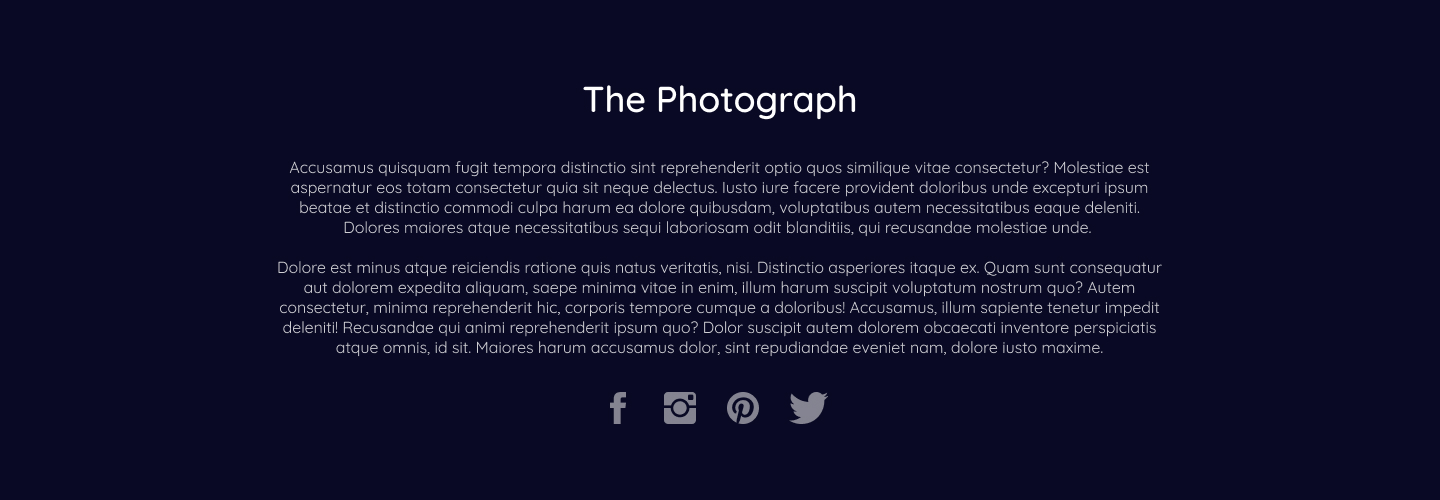 The Photograph
Accusamus quisquam fugit tempora distinctio sint reprehenderit optio quos similique vitae consectetur? Molestiae est
aspernatur eos totam consectetur quia sit neque delectus. Iusto iure facere provident doloribus unde excepturi ipsum
beatae et distinctio commodi culpa harum ea dolore quibusdam, voluptatibus autem necessitatibus eaque deleniti.
Dolores maiores atque necessitatibus sequi laboriosam odit blanditiis, qui recusandae molestiae unde.
Dolore est minus atque reiciendis ratione quis natus veritatis, nisi. Distinctio asperiores itaque ex. Quam sunt consequatur
aut dolorem expedita aliquam, saepe minima vitae in enim, illum harum suscipit voluptatum nostrum quo? Autem
consectetur, minima reprehenderit hic, corporis tempore cumque a doloribus! Accusamus, illum sapiente tenetur impedit
deleniti! Recusandae qui animi reprehenderit ipsum quo? Dolor suscipit autem dolorem obcaecati inventore perspiciatis
atque omnis, id sit. Maiores harum accusamus dolor, sint repudiandae eveniet nam, dolore iusto maxime.